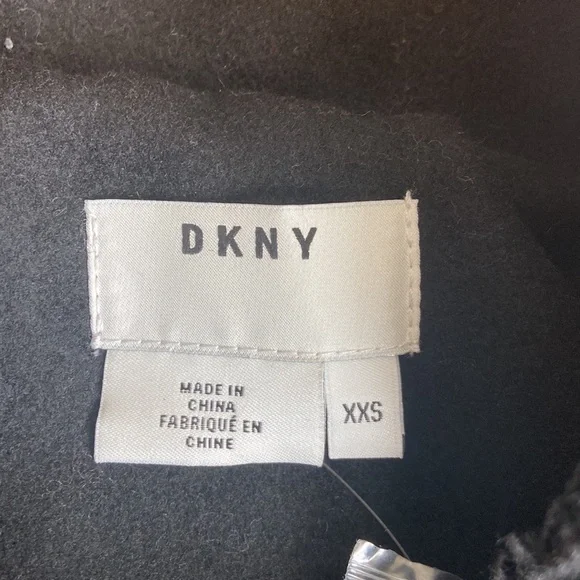 DKNY
MADE IN
CHINA
FABRIQUÉ EN
CHINE
XXS